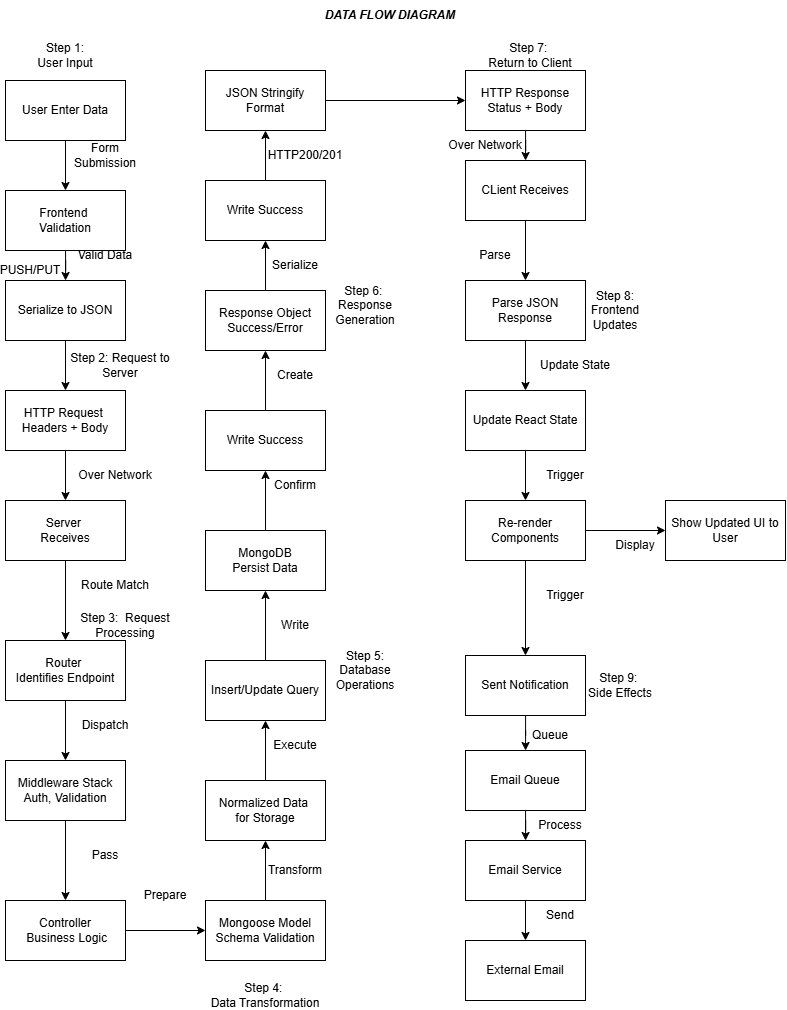 DATA FLOW DIAGRAM
Step 1:
User Input
User Enter Data
Form
Submission
Frontend
Validation
Valid Data
PUSH/PUT
Serialize to JSON
Step 2: Request to
Server
HTTP Request
Headers + Body
Over Network
Server
Receives
Route Match
Step 3:  Request
Processing
Router
Identifies Endpoint
Dispatch
Middleware Stack
Auth, Validation
Pass
Controller
Business Logic
Prepare
Mongoose Model
Schema Validation
Step 4:
Data Transformation
Transform
Normalized Data
for Storage
Execute
Insert/Update Query
Step 5:
Database
Operations
Write
MongoDB
Persist Data
Confirm
Write Success
Create
Response Object
Success/Error
Step 6:
Response
Generation
Serialize
Write Success
HTTP200/201
JSON Stringify
Format
Step 7:
Return to Client
HTTP Response
Status + Body
Over Network
CLient Receives
Parse
Parse JSON
Response
Step 8:
Frontend
Updates
Update State
Update React State
Trigger
Re-render
Components
Display
Show Updated UI to
User
Trigger
Sent Notification
Step 9:
Side Effects
Queue
Email Queue
Process
Email Service
Send
External Email